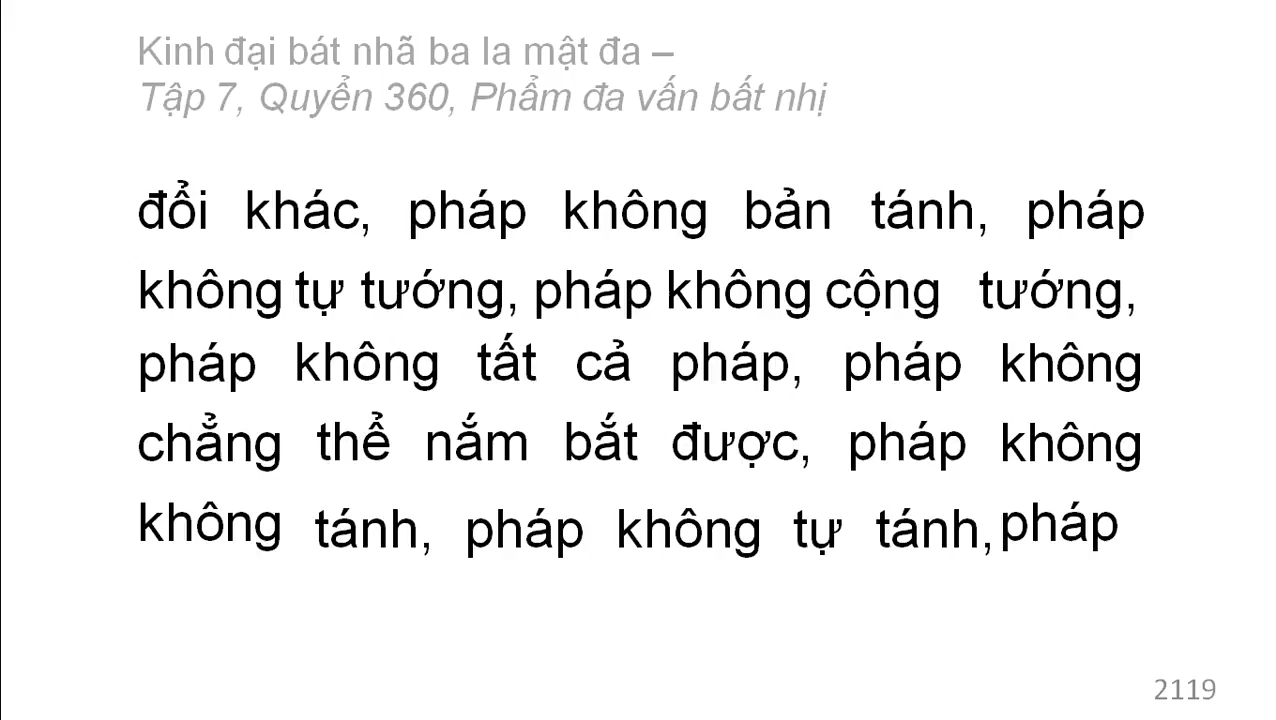 Kinh đại bát nhã ba la mật đa –
Tập 7, Quyển 360, Phẩm đa vấn bất nhị
đổi khác, pháp không bản tánh, pháp
không tự tướng, pháp không cộng tướng,
pháp không tất cả pháp, pháp không
chẳng thể nắm bắt được, pháp không
không tánh, pháp không tự tánh, pháp
2119